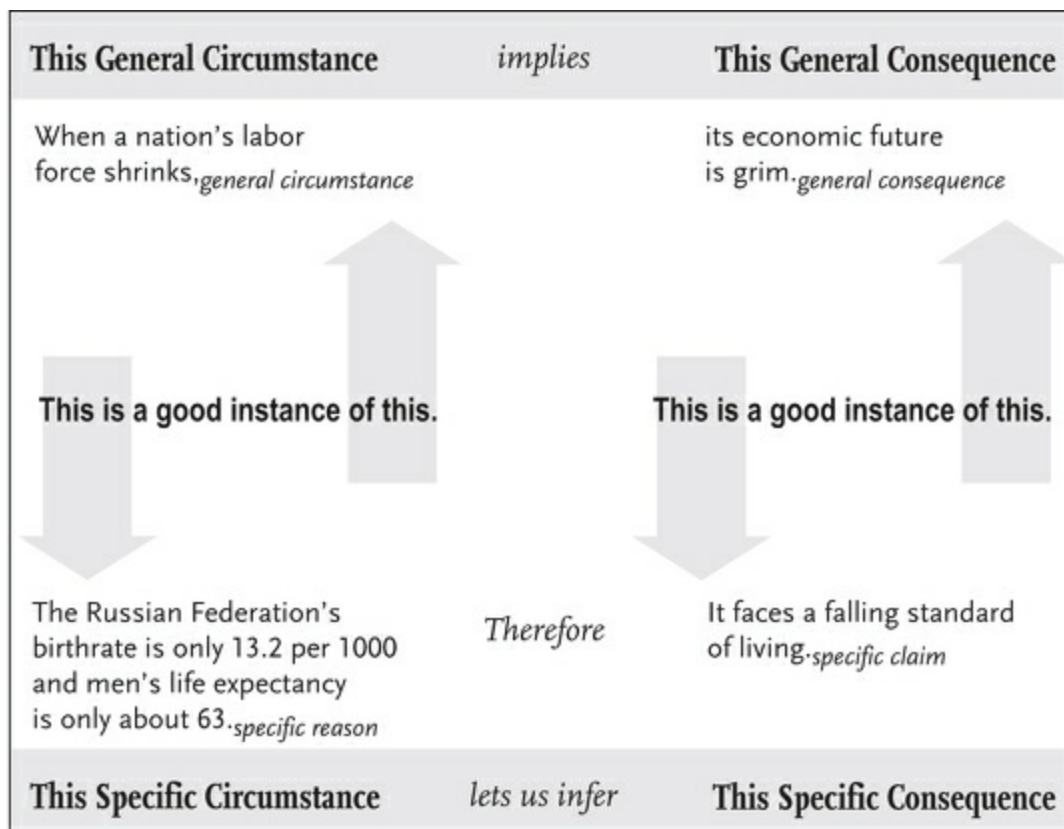 This General Circumstance implies This General Consequence
When a nation's labor
force shrinks,general circumstance
its economic future
is grim.general consequence
This is a good instance of this.
This is a good instance of this.
The Russian Federation's
birthrate is only 13.2 per 1000
and men's life expectancy
is only about 63.specific reason
Therefore
It faces a falling standard
of living.specific claim
This Specific Circumstance lets us infer This Specific Consequence